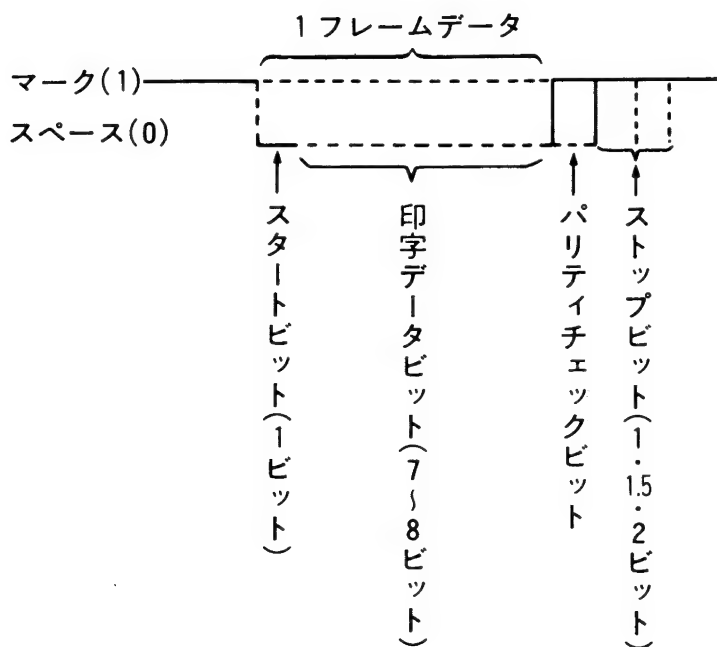 1フレームデータ
マーク(1)
スペース(0)
スタートビット(1ビット)
印字データビット(7～8ビット)
パリティチェックビット
ストップビット(1・1.5・2ビット)